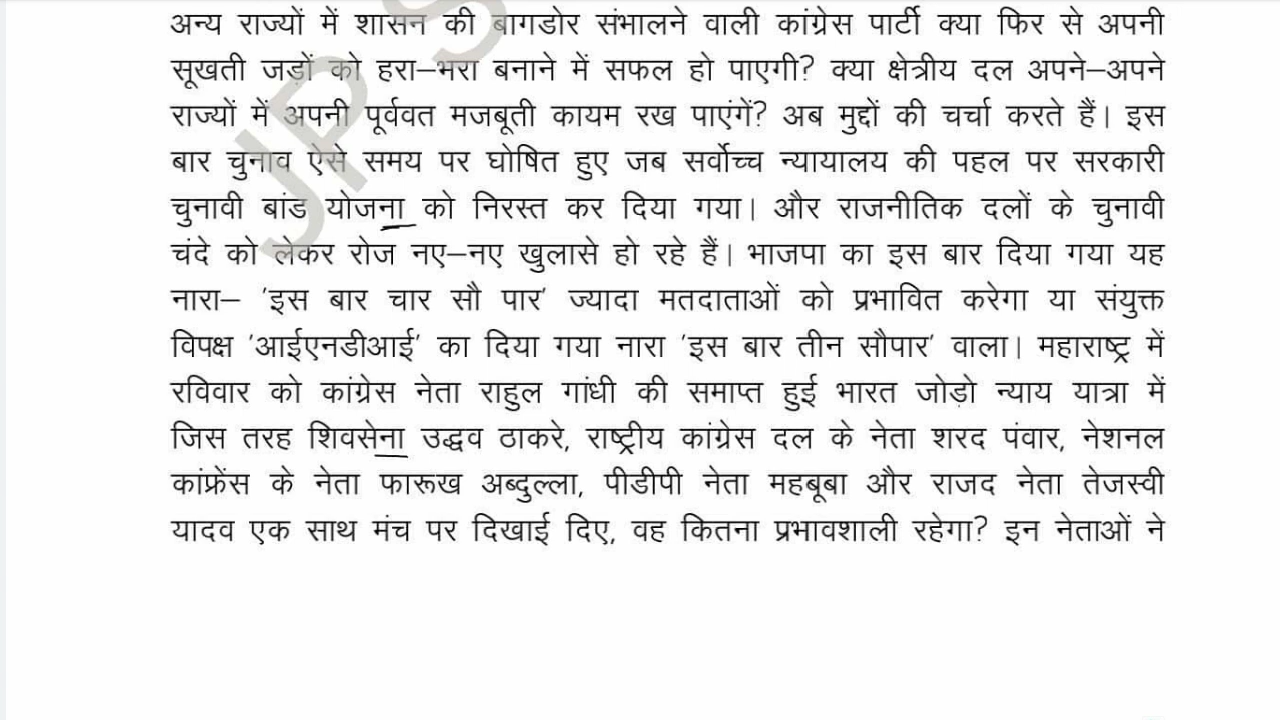 अन्य राज्यों में शासन की बागडोर संभालने वाली कांग्रेस पार्टी क्या फिर से अपनी
सूखती जड़ों को हरा–भरा बनाने में सफल हो पाएगी? क्या क्षेत्रीय दल अपने–अपने
राज्यों में अपनी पूर्ववत मजबूती कायम रख पाएंगें? अब मुद्दों की चर्चा करते हैं। इस
बार चुनाव ऐसे समय पर घोषित हुए जब सर्वोच्च न्यायालय की पहल पर सरकारी
चुनावी बांड योजना को निरस्त कर दिया गया। और राजनीतिक दलों के चुनावी
चंदे को लेकर रोज नए–नए खुलासे हो रहे हैं। भाजपा का इस बार दिया गया यह
नारा– 'इस बार चार सौ पार' ज्यादा मतदाताओं को प्रभावित करेगा या संयुक्त
विपक्ष 'आईएनडीआई' का दिया गया नारा 'इस बार तीन सौपार' वाला। महाराष्ट्र में
रविवार को कांग्रेस नेता राहुल गांधी की समाप्त हुई भारत जोड़ो न्याय यात्रा में
जिस तरह शिवसेना उद्धव ठाकरे, राष्ट्रीय कांग्रेस दल के नेता शरद पंवार, नेशनल
कांफ्रेंस के नेता फारूख अब्दुल्ला, पीडीपी नेता महबूबा और राजद नेता तेजस्वी
यादव एक साथ मंच पर दिखाई दिए, वह कितना प्रभावशाली रहेगा? इन नेताओं ने
JP S